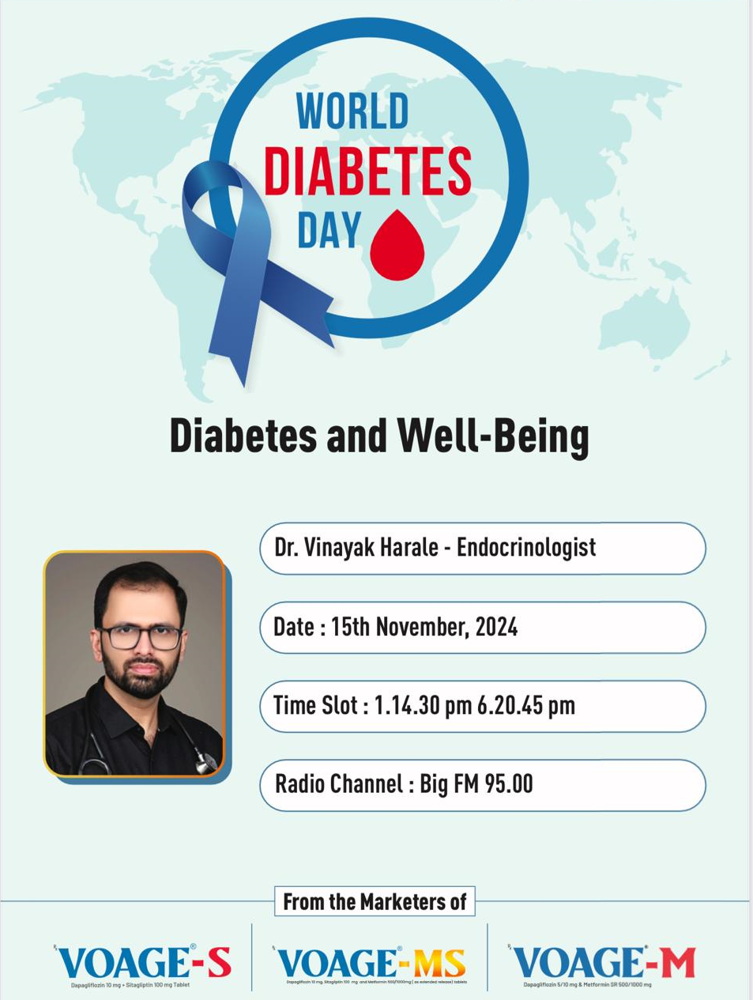 WORLD
DIABETES
DAY
Diabetes and Well-Being
Dr. Vinayak Harale - Endocrinologist
Date : 15th November, 2024
Time Slot : 1.14.30 pm 6.20.45 pm
Radio Channel : Big FM 95.00
From the Marketers of
℞ VOAGE®-S
Dapagliflozin 10 mg + Sitagliptin 100 mg Tablet
℞ VOAGE®-MS
Dapagliflozin 10 mg, Sitagliptin 100 mg and Metformin 500/1000mg ( as extended release) tablets
℞ VOAGE®-M
Dapagliflozin 5/10 mg & Metformin SR 500/1000 mg